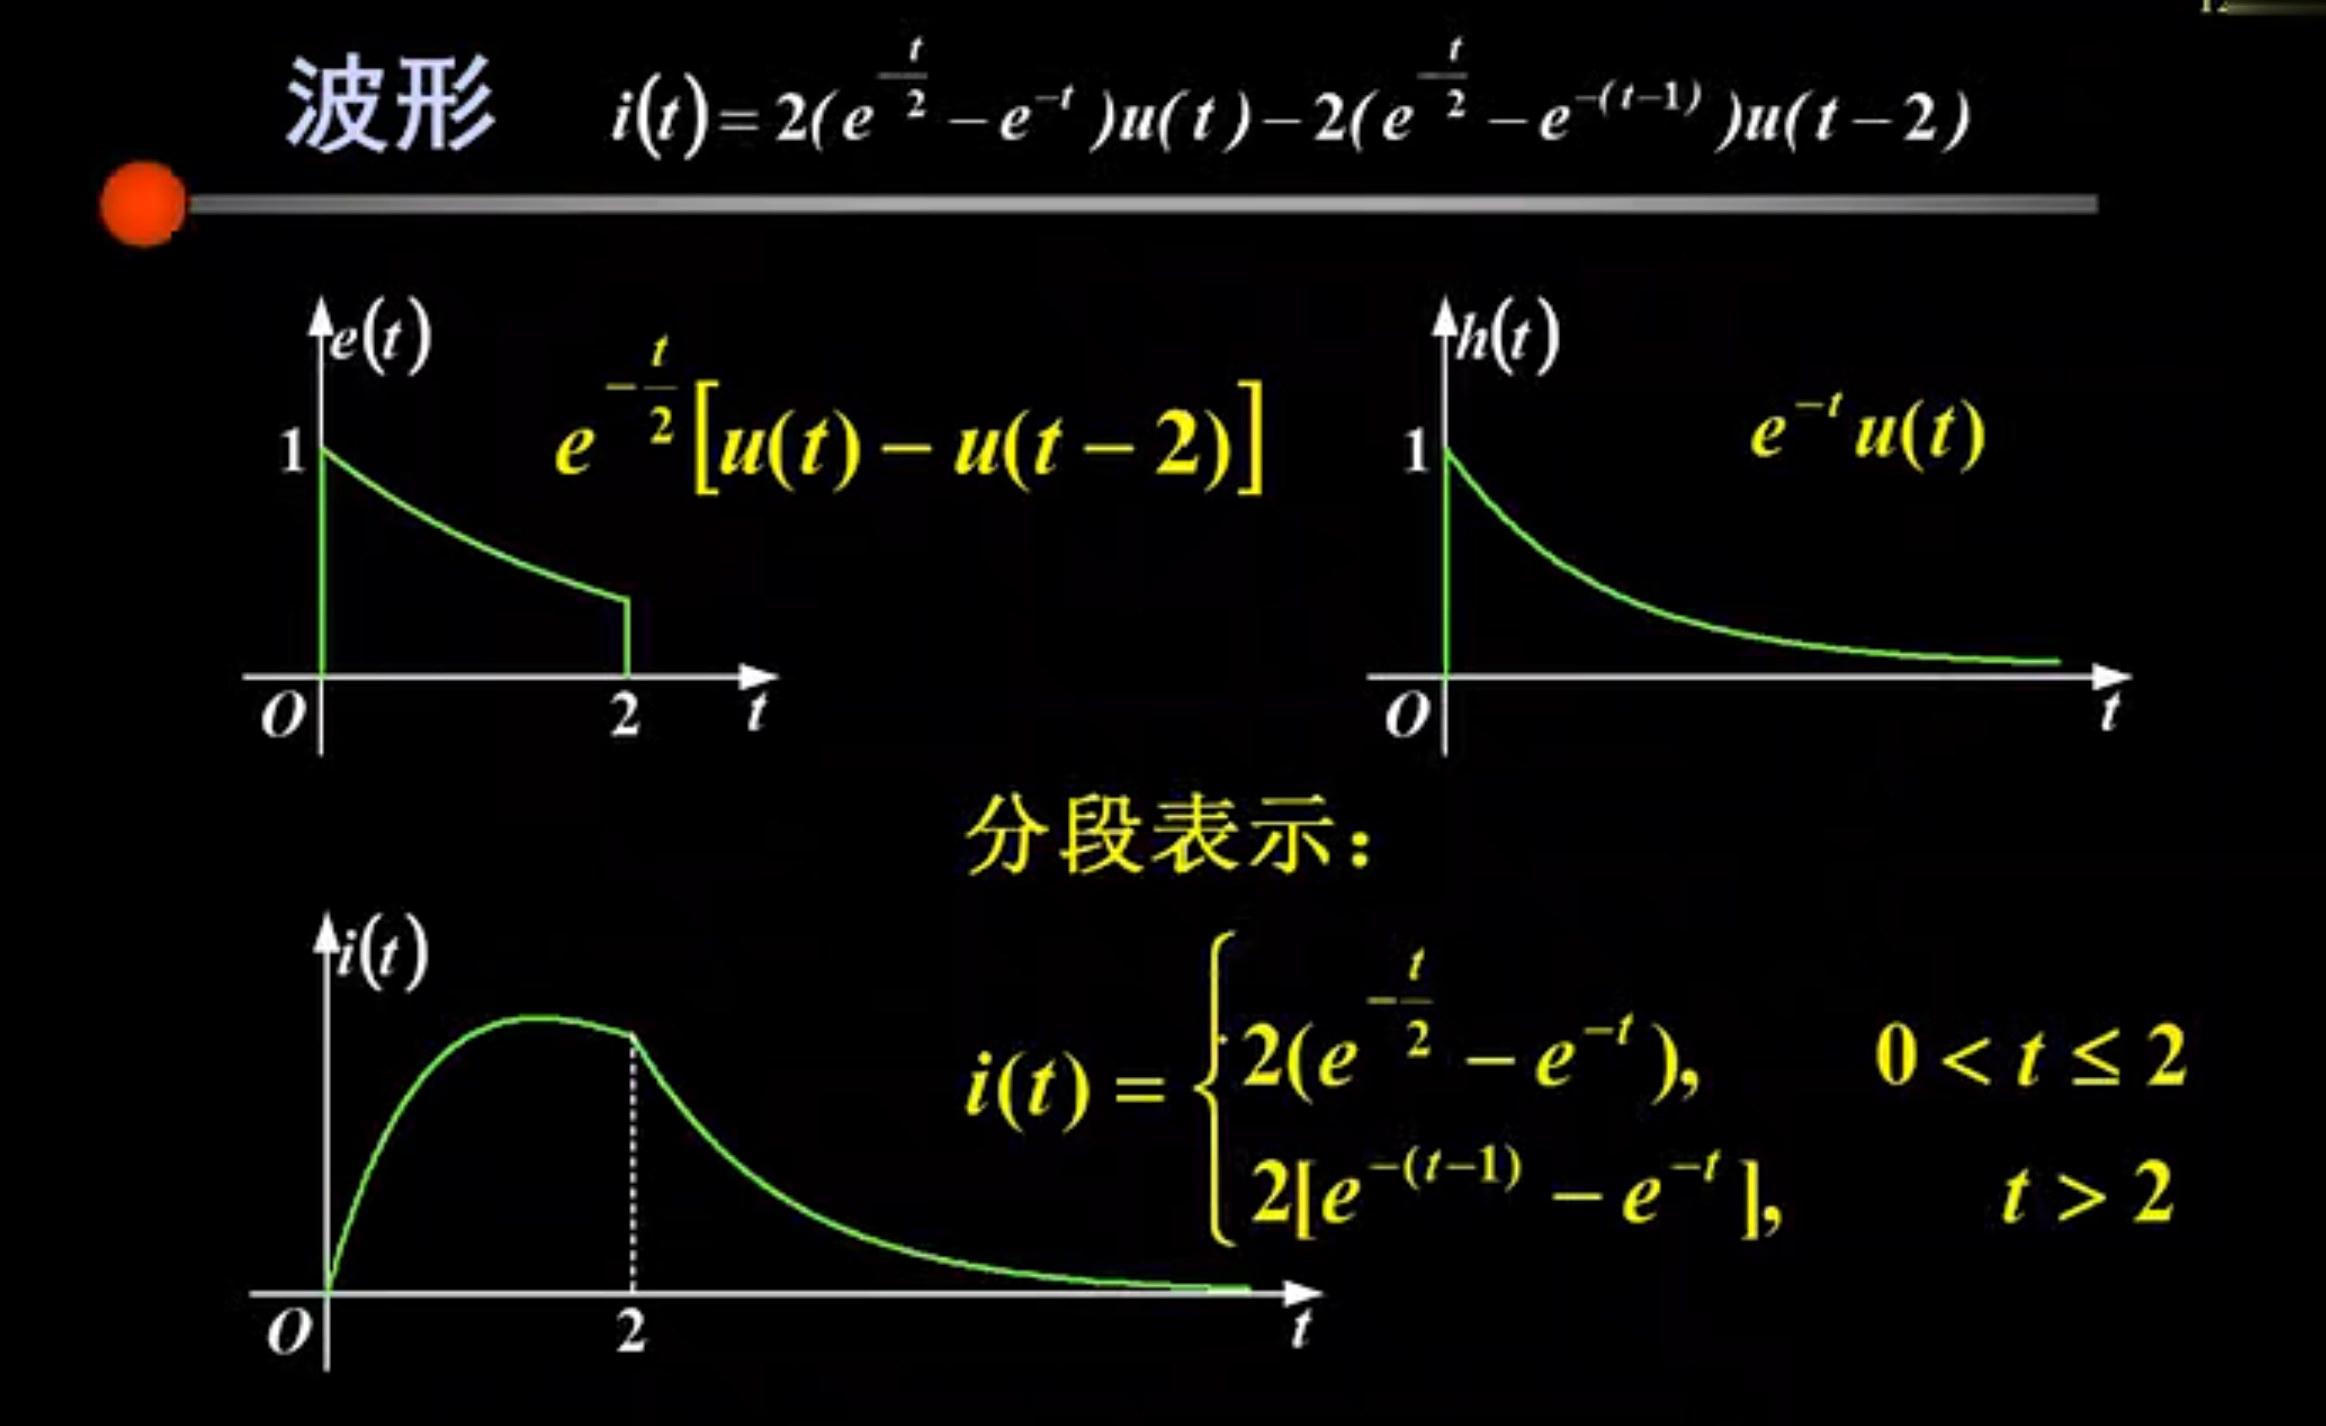 波形 i(t)=2(e^{-\frac{t}{2}}-e^{-t})u(t)-2(e^{-\frac{t}{2}}-e^{-(t-1)})u(t-2)
e(t)
e^{-\frac{t}{2}}[u(t)-u(t-2)]
1
O 2 t
h(t)
e^{-t}u(t)
1
O t
分段表示:
i(t)
O 2 t
i(t)=\begin{cases}2(e^{-\frac{t}{2}}-e^{-t}), & 0<t\leq 2\\ 2[e^{-(t-1)}-e^{-t}], & t>2\end{cases}